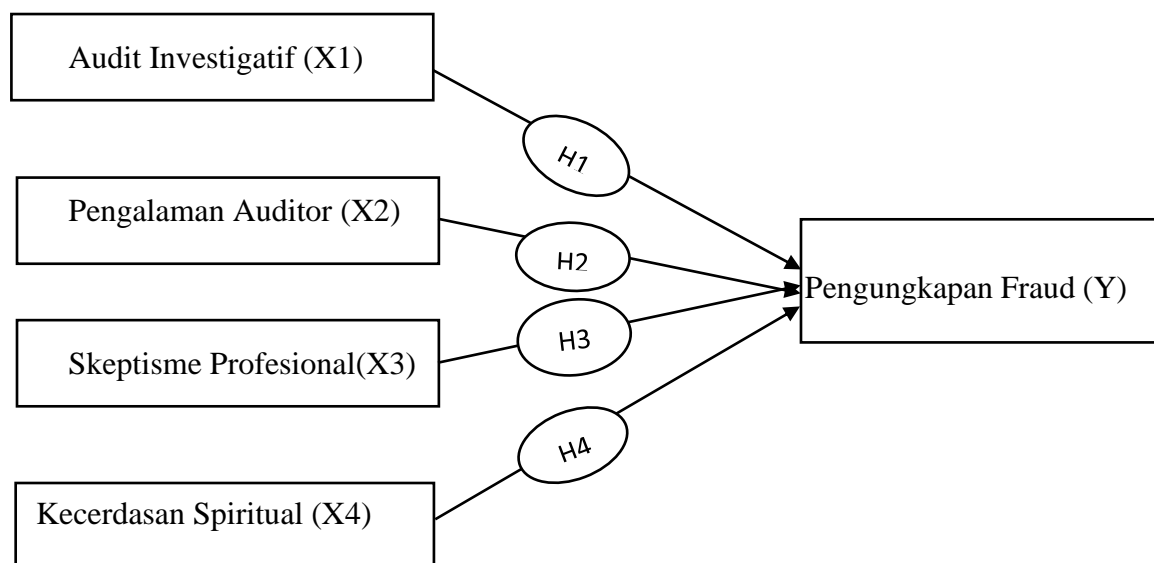 Audit Investigatif (X1)
H1
Pengalaman Auditor (X2)
H2
Pengungkapan Fraud (Y)
H3
Skeptisme Profesional(X3)
H4
Kecerdasan Spiritual (X4)